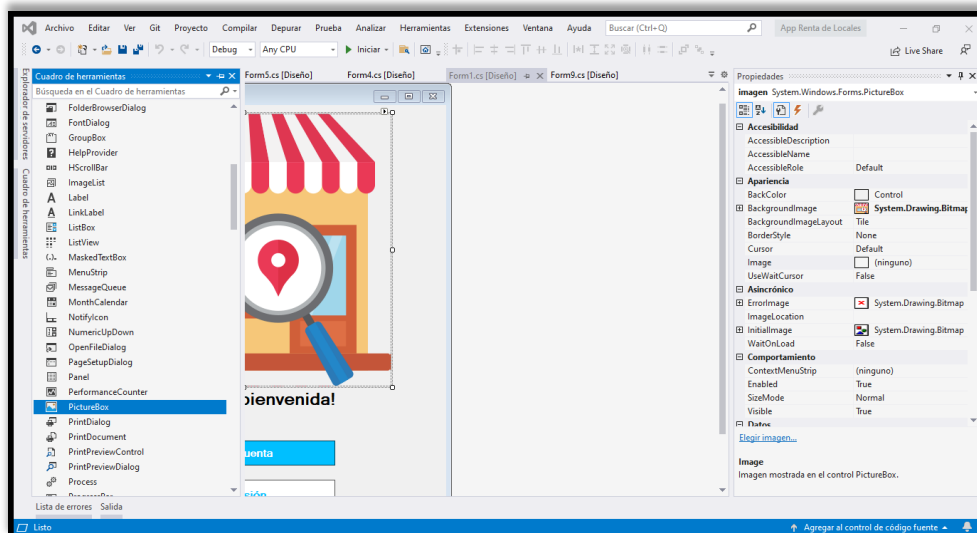 Archivo Editar Ver Git Proyecto Compilar Depurar Prueba Analizar Herramientas Extensiones Ventana Ayuda Buscar (Ctrl+Q) App Renta de Locales
Debug Any CPU Iniciar Live Share
Explorador de servidores
Cuadro de herramientas
Cuadro de herramientas
Búsqueda en el Cuadro de herramientas
FolderBrowserDialog
FontDialog
GroupBox
HelpProvider
HScrollBar
ImageList
Label
LinkLabel
ListBox
ListView
MaskedTextBox
MenuStrip
MessageQueue
MonthCalendar
NotifyIcon
NumericUpDown
OpenFileDialog
PageSetupDialog
Panel
PerformanceCounter
PictureBox
PrintDialog
PrintDocument
PrintPreviewControl
PrintPreviewDialog
Process
ProgressBar
Form5.cs [Diseño] Form4.cs [Diseño] Form1.cs [Diseño] Form9.cs [Diseño]
bienvenida!
uenta
sión
Propiedades
imagen System.Windows.Forms.PictureBox
Accesibilidad
AccessibleDescription
AccessibleName
AccessibleRole Default
Apariencia
BackColor Control
BackgroundImage System.Drawing.Bitmap
BackgroundImageLayout Tile
BorderStyle None
Cursor Default
Image (ninguno)
UseWaitCursor False
Asincrónico
ErrorImage System.Drawing.Bitmap
ImageLocation
InitialImage System.Drawing.Bitmap
WaitOnLoad False
Comportamiento
ContextMenuStrip (ninguno)
Enabled True
SizeMode Normal
Visible True
Datos
Elegir imagen...
Image
Imagen mostrada en el control PictureBox.
Lista de errores Salida
Listo Agregar al control de código fuente